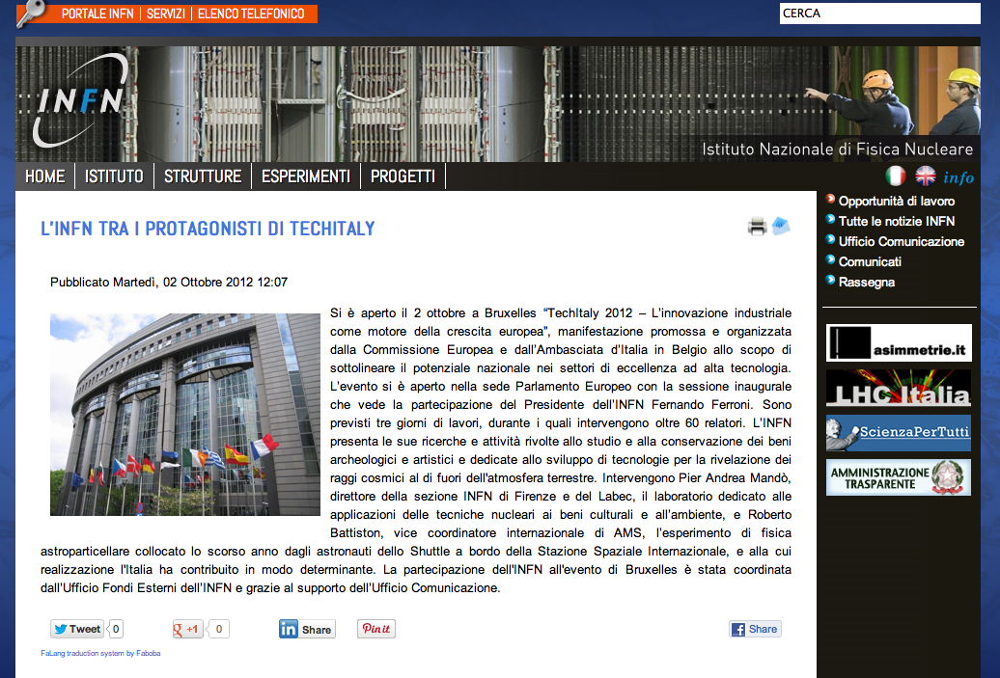 PORTALE INFN | SERVIZI | ELENCO TELEFONICO
CERCA
INFN
Istituto Nazionale di Fisica Nucleare
HOME | ISTITUTO | STRUTTURE | ESPERIMENTI | PROGETTI
info
L'INFN TRA I PROTAGONISTI DI TECHITALY
Pubblicato Martedì, 02 Ottobre 2012 12:07
Si è aperto il 2 ottobre a Bruxelles “TechItaly 2012 – L'innovazione industriale
come motore della crescita europea”, manifestazione promossa e organizzata
dalla Commissione Europea e dall'Ambasciata d'Italia in Belgio allo scopo di
sottolineare il potenziale nazionale nei settori di eccellenza ad alta tecnologia.
L'evento si è aperto nella sede Parlamento Europeo con la sessione inaugurale
che vede la partecipazione del Presidente dell'INFN Fernando Ferroni. Sono
previsti tre giorni di lavori, durante i quali intervengono oltre 60 relatori. L'INFN
presenta le sue ricerche e attività rivolte allo studio e alla conservazione dei beni
archeologici e artistici e dedicate allo sviluppo di tecnologie per la rivelazione dei
raggi cosmici al di fuori dell'atmosfera terrestre. Intervengono Pier Andrea Mandò,
direttore della sezione INFN di Firenze e del Labec, il laboratorio dedicato alle
applicazioni delle tecniche nucleari ai beni culturali e all'ambiente, e Roberto
Battiston, vice coordinatore internazionale di AMS, l'esperimento di fisica
astroparticellare collocato lo scorso anno dagli astronauti dello Shuttle a bordo della Stazione Spaziale Internazionale, e alla cui
realizzazione l'Italia ha contribuito in modo determinante. La partecipazione dell'INFN all'evento di Bruxelles è stata coordinata
dall'Ufficio Fondi Esterni dell'INFN e grazie al supporto dell'Ufficio Comunicazione.
Tweet 0
g +1 0
in Share
Pin it
f Share
FaLang traduction system by Faboba
Opportunità di lavoro
Tutte le notizie INFN
Ufficio Comunicazione
Comunicati
Rassegna
asimmetrie.it
LHC Italia
ScienzaPerTutti
AMMINISTRAZIONE
TRASPARENTE